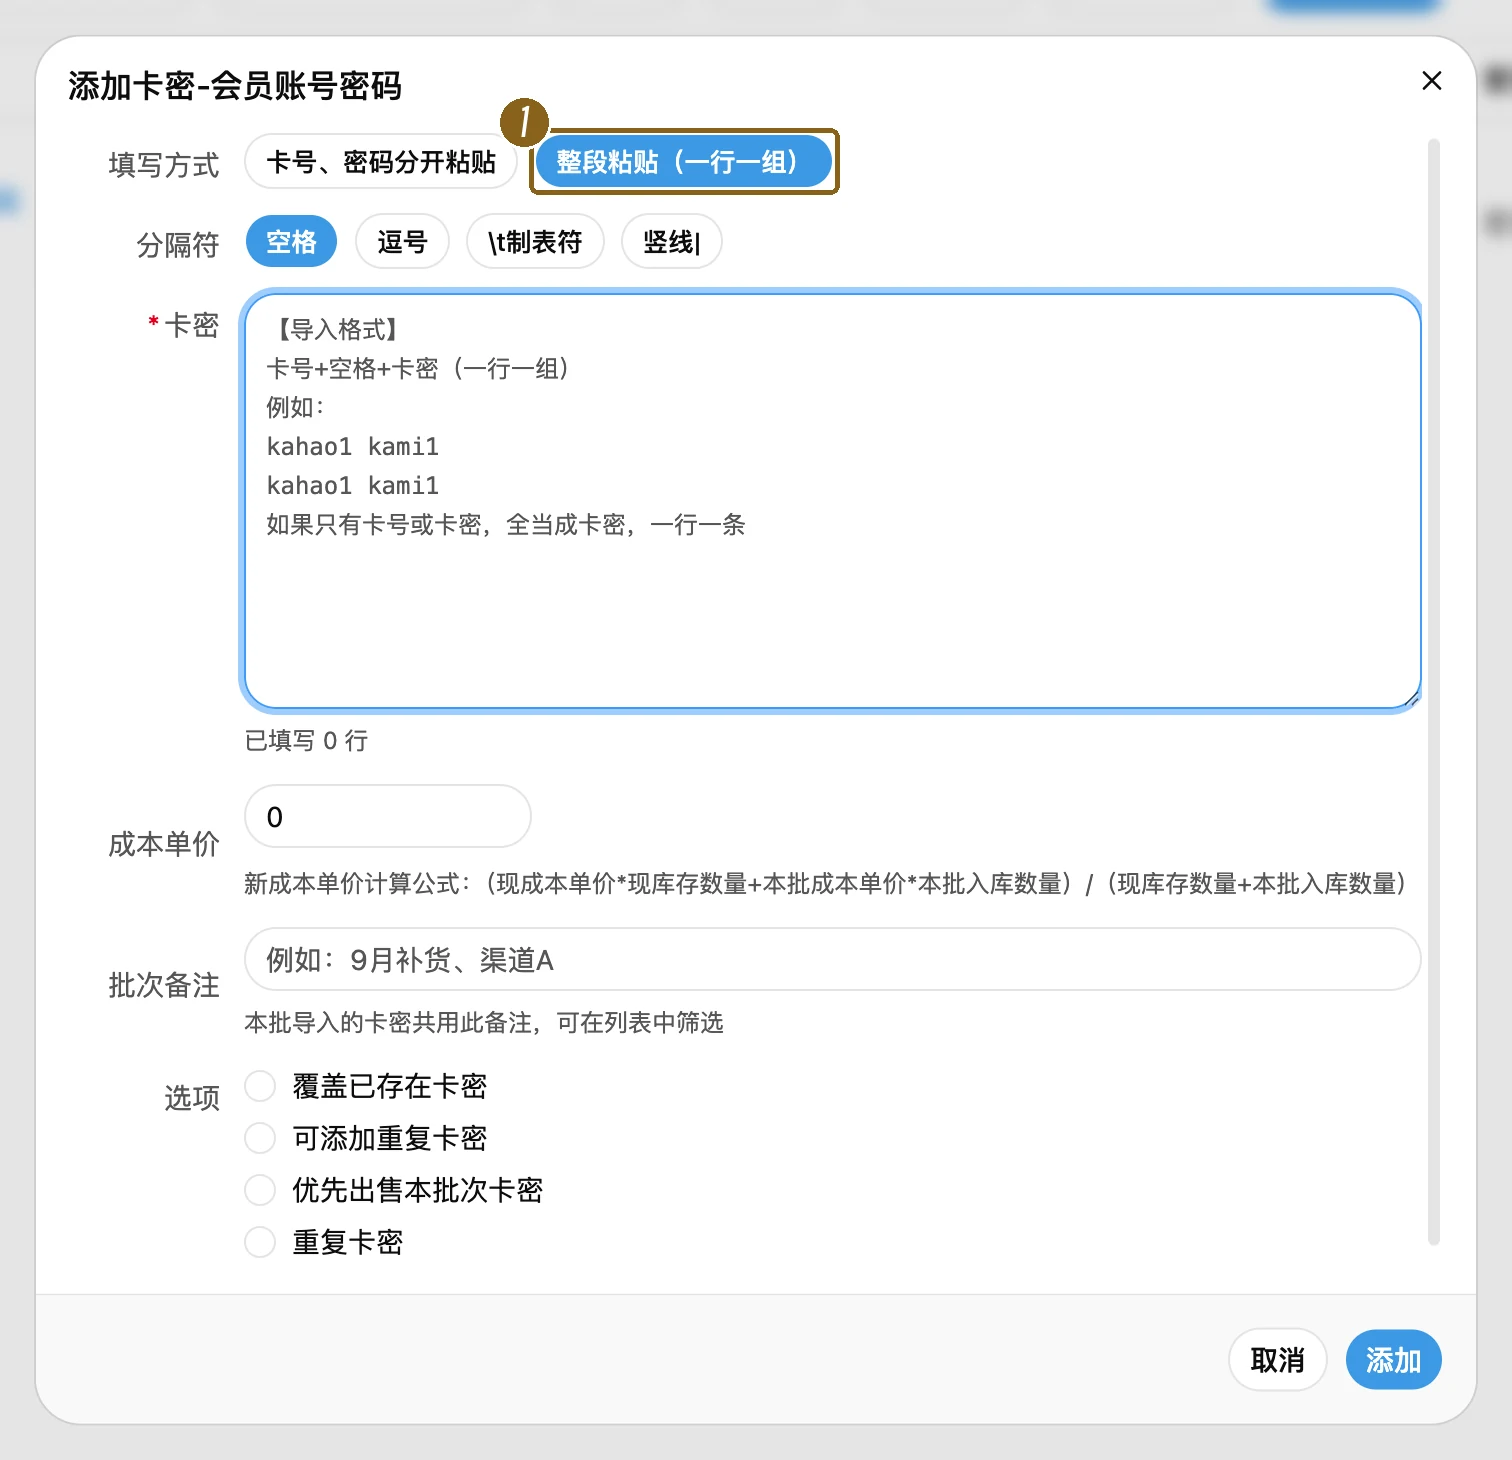 添加卡密-会员账号密码
1
填写方式 卡号、密码分开粘贴 整段粘贴（一行一组）
分隔符 空格 逗号 \t制表符 竖线|
*卡密
【导入格式】
卡号+空格+卡密（一行一组）
例如：
kahao1 kami1
kahao1 kami1
如果只有卡号或卡密，全当成卡密，一行一条
已填写 0 行
成本单价 0
新成本单价计算公式：（现成本单价*现库存数量+本批成本单价*本批入库数量）/（现库存数量+本批入库数量）
批次备注 例如：9月补货、渠道A
本批导入的卡密共用此备注，可在列表中筛选
选项 覆盖已存在卡密
可添加重复卡密
优先出售本批次卡密
重复卡密
取消 添加